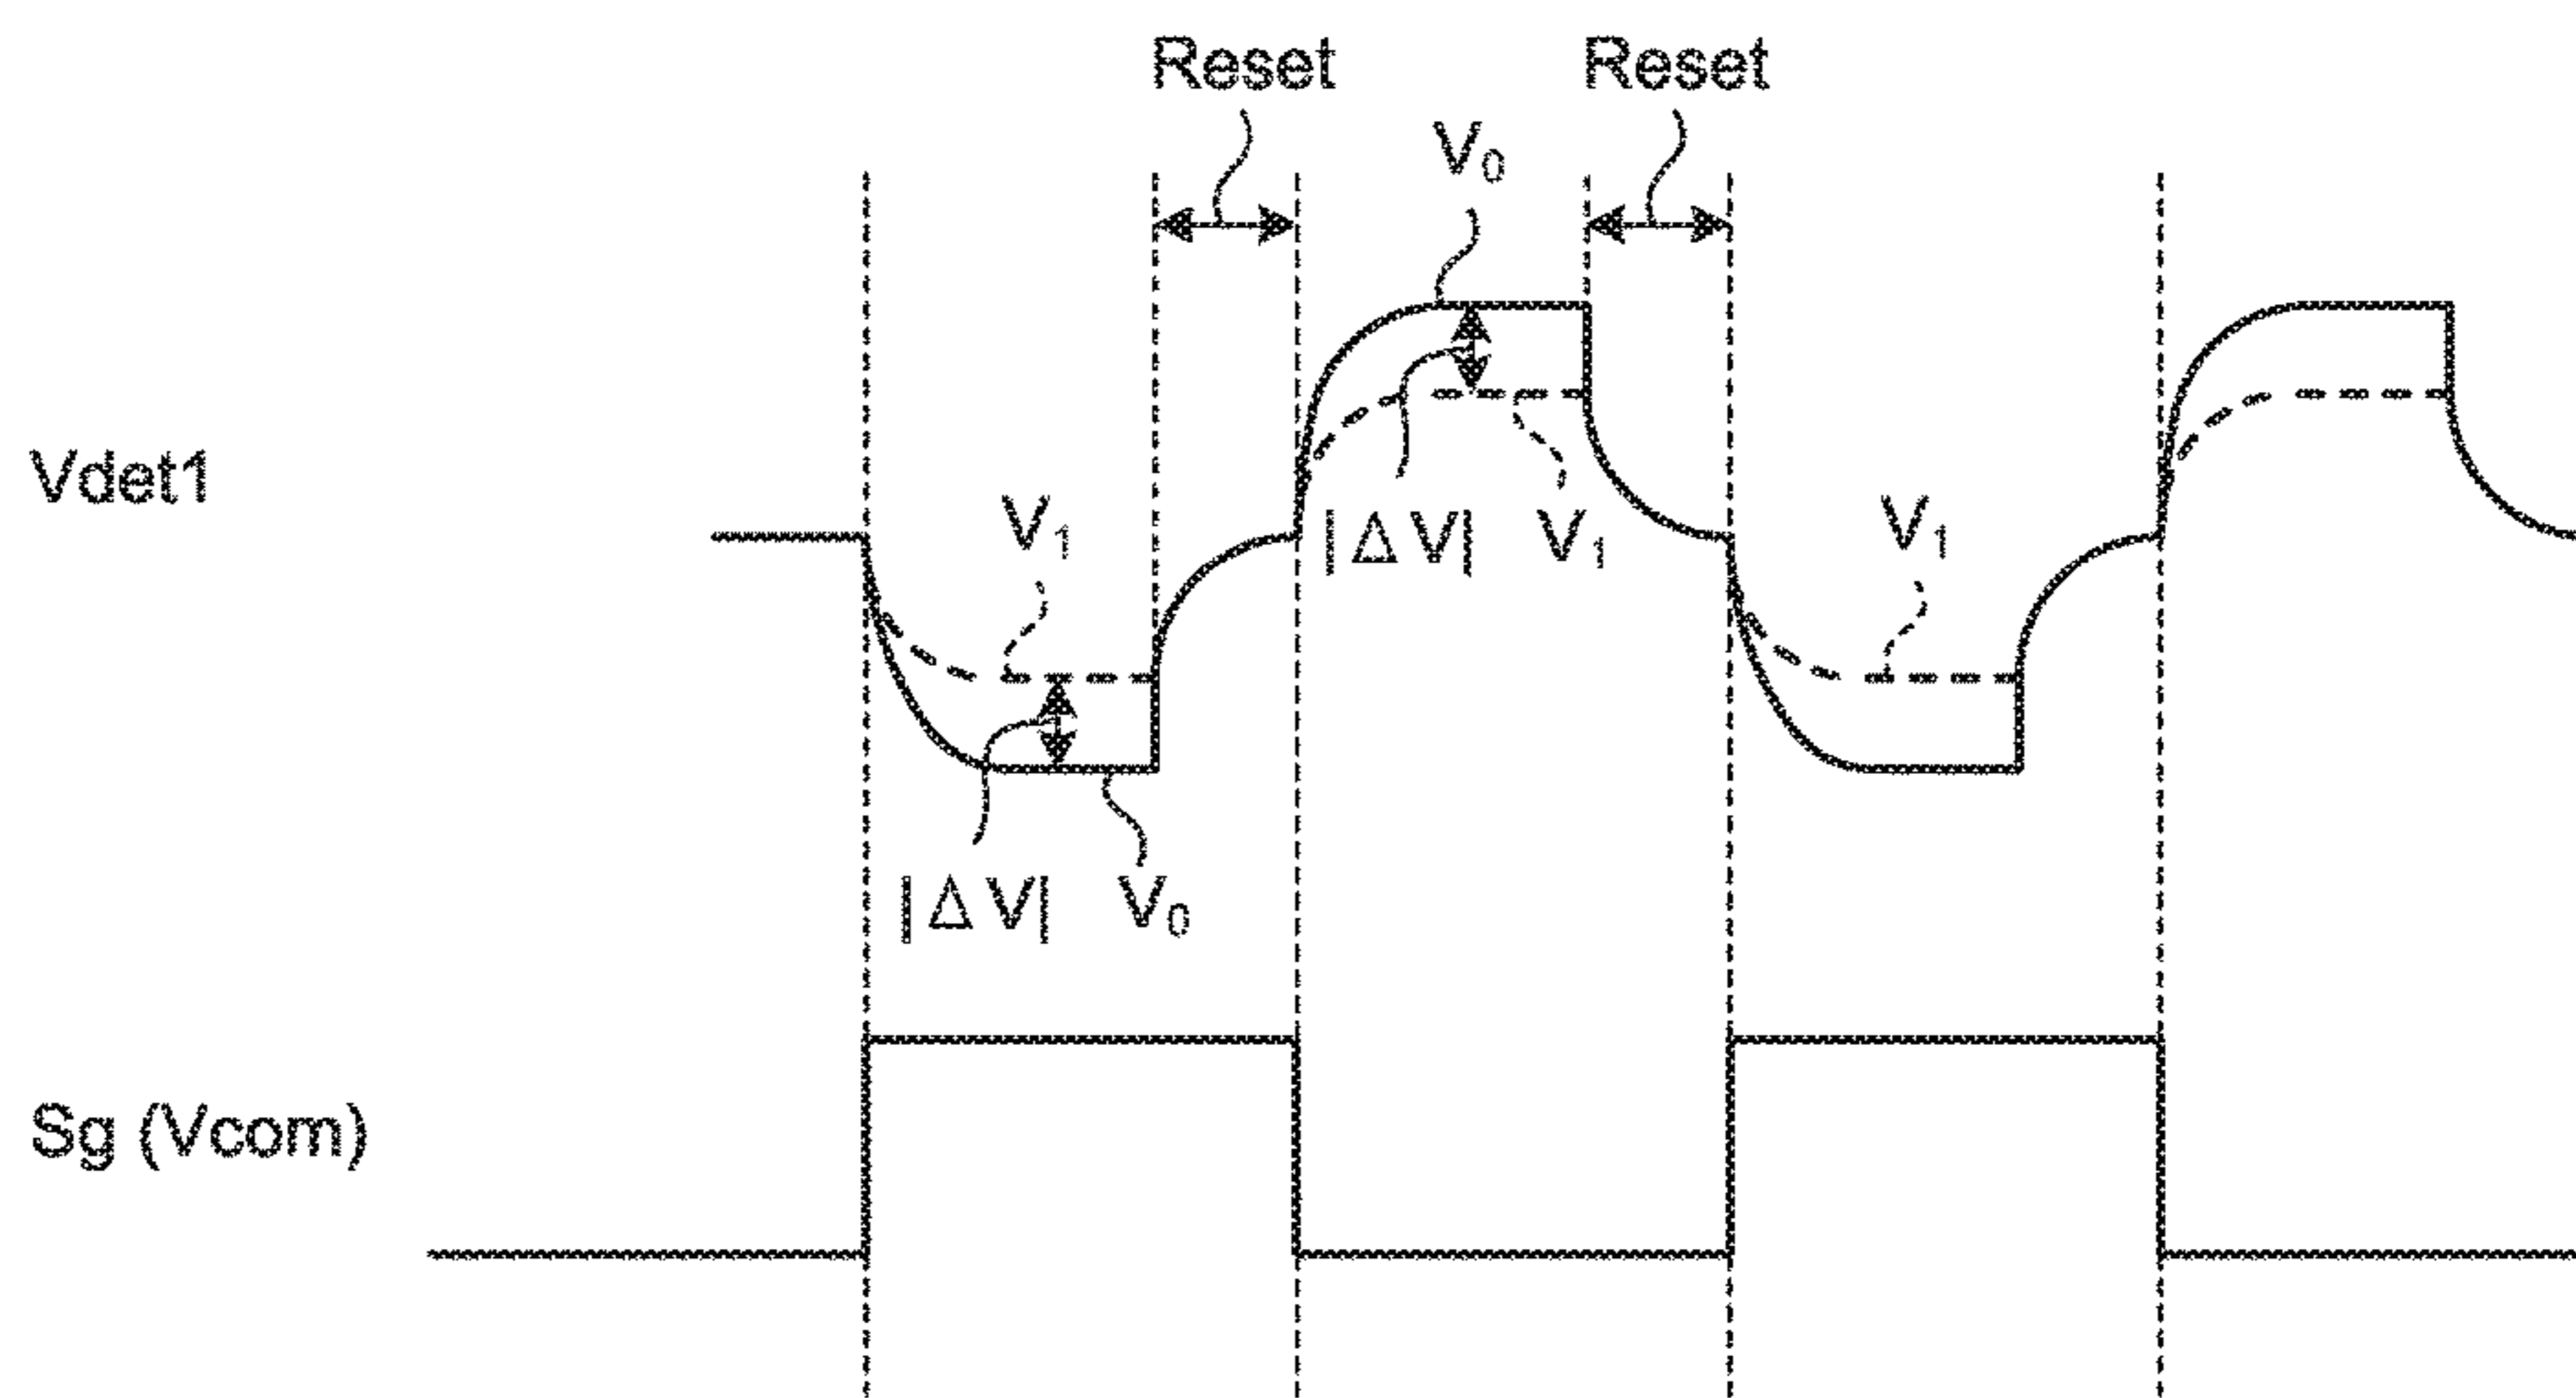 Reset Reset
V₀
Vdet1
V₁ |ΔV| V₁ V₁
|ΔV| V₀
Sg (Vcom)